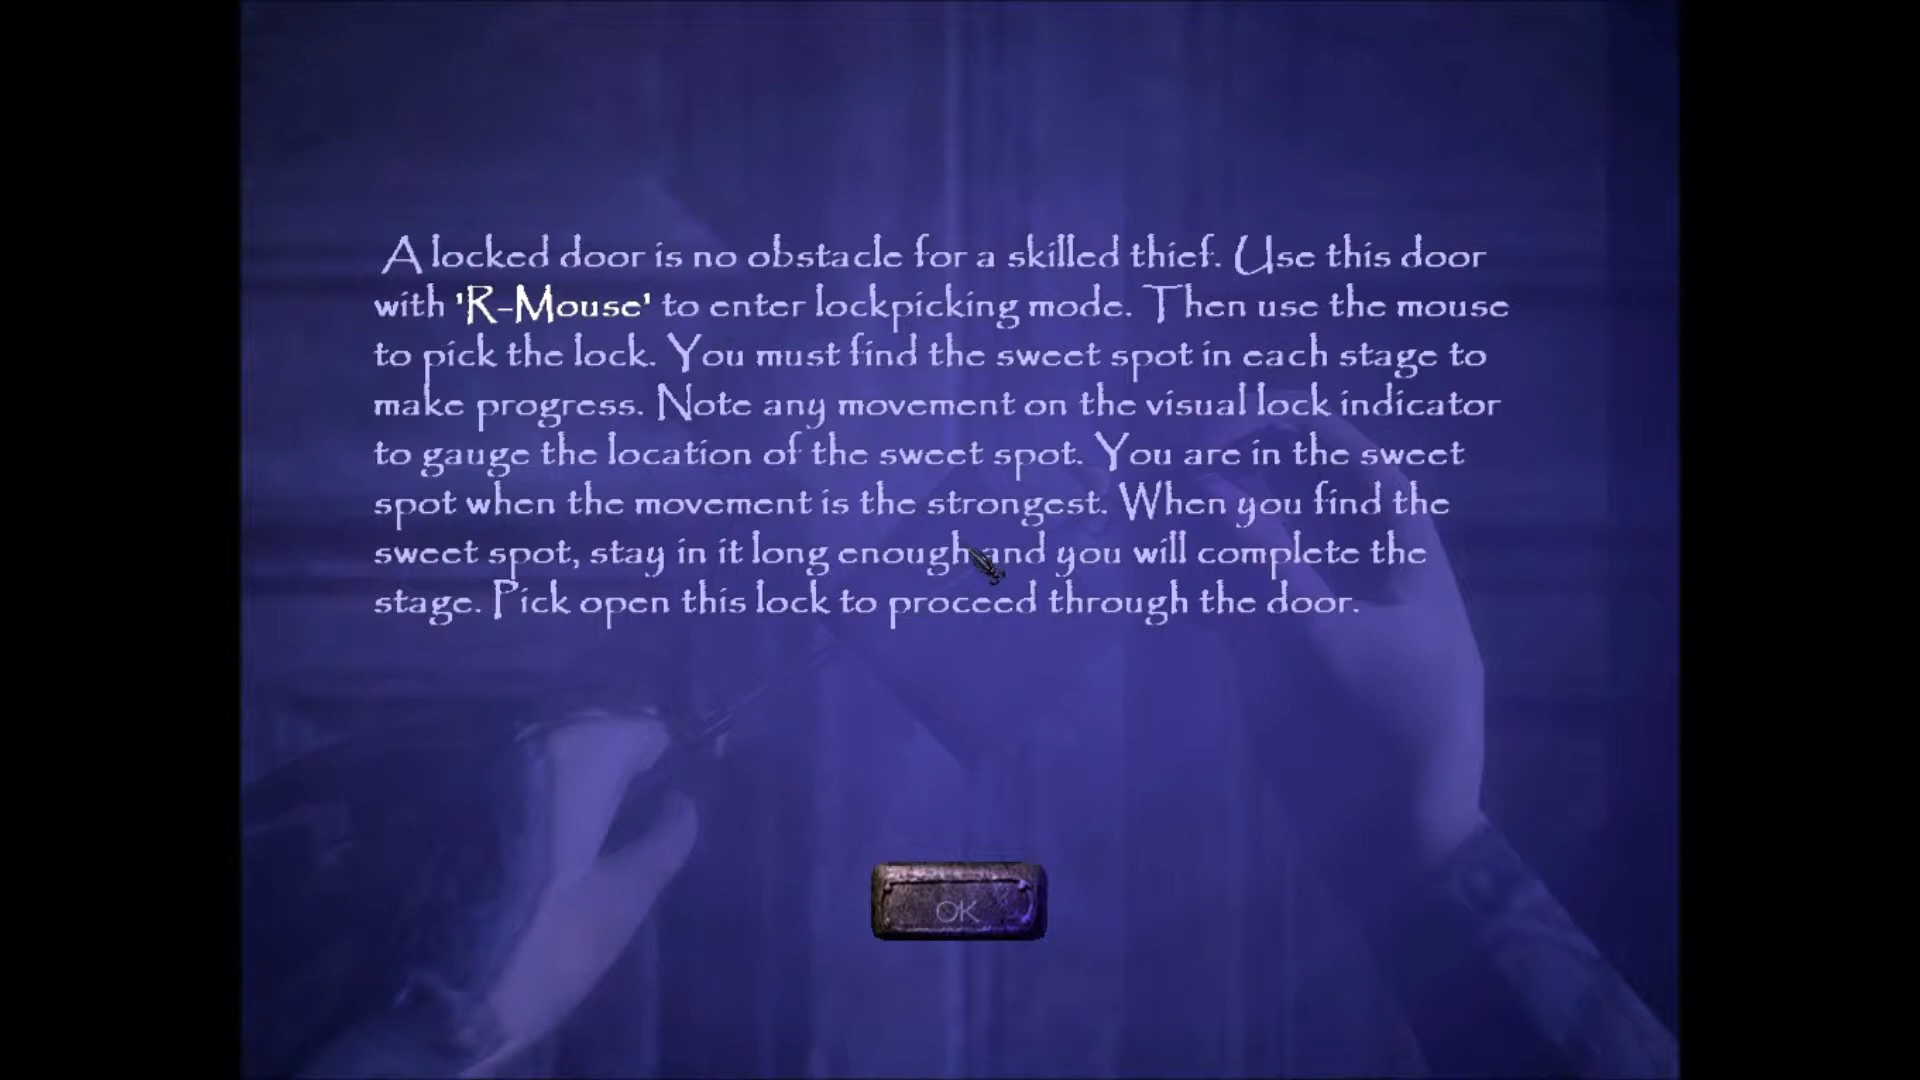 A locked door is no obstacle for a skilled thief. Use this door
with 'R-Mouse' to enter lockpicking mode. Then use the mouse
to pick the lock. You must find the sweet spot in each stage to
make progress. Note any movement on the visual lock indicator
to gauge the location of the sweet spot. You are in the sweet
spot when the movement is the strongest. When you find the
sweet spot, stay in it long enough and you will complete the
stage. Pick open this lock to proceed through the door.
OK